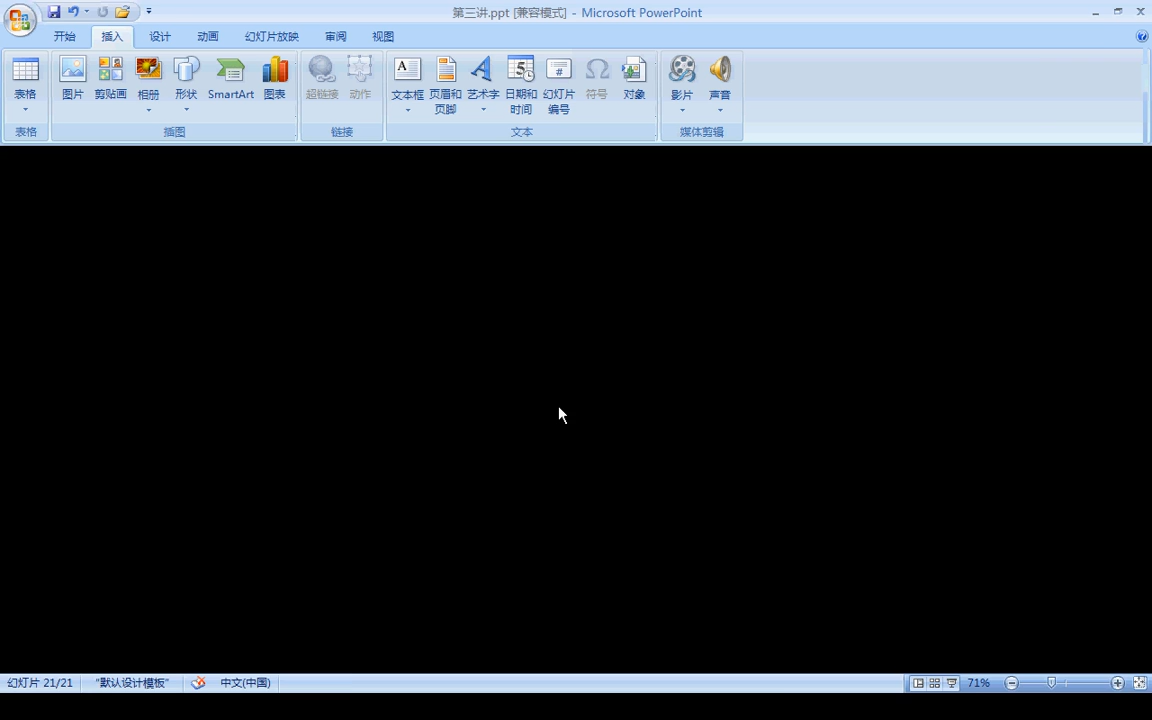 第三讲.ppt [兼容模式] - Microsoft PowerPoint
开始 插入 设计 动画 幻灯片放映 审阅 视图
表格 图片 剪贴画 相册 形状 SmartArt 图表 超链接 动作 文本框 页眉和页脚 艺术字 日期和时间 幻灯片编号 符号 对象 影片 声音
表格 插图 链接 文本 媒体剪辑
幻灯片 21/21 "默认设计模板" 中文(中国) 71%